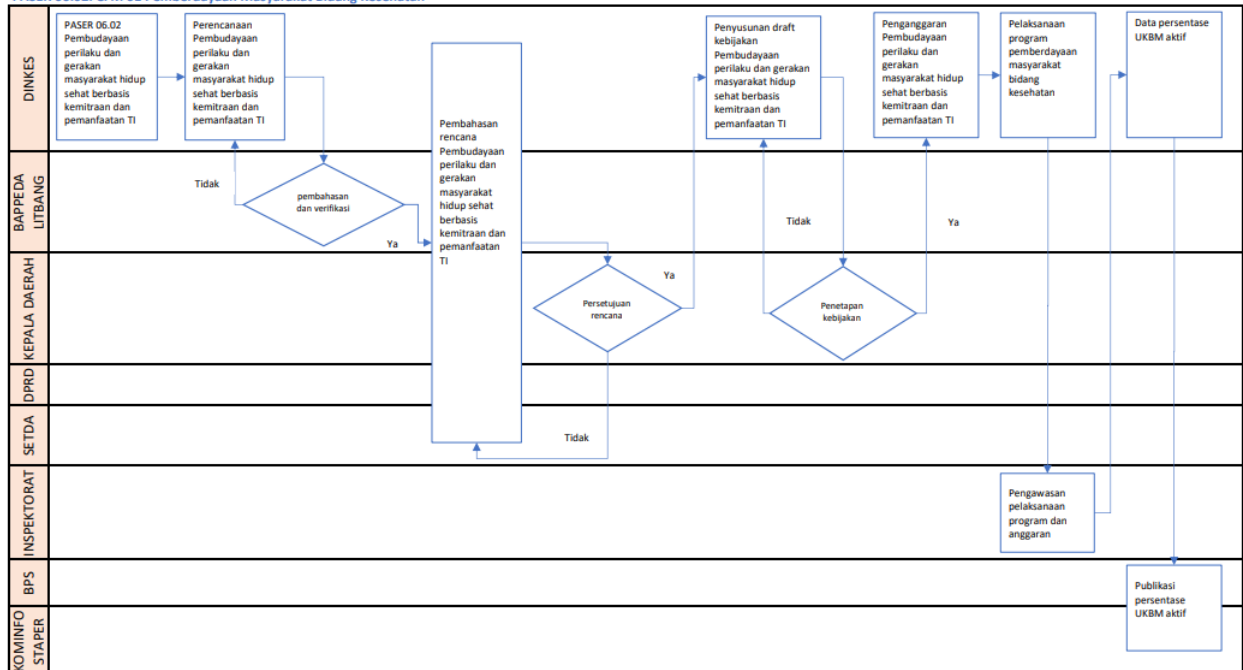 DINKES
PASER 06.02
Pembudayaan
perilaku dan
gerakan
masyarakat hidup
sehat berbasis
kemitraan dan
pemanfaatan TI
Perencanaan
Pembudayaan
perilaku dan
gerakan
masyarakat hidup
sehat berbasis
kemitraan dan
pemanfaatan TI
Pembahasan
rencana
Pembudayaan
perilaku dan
gerakan
masyarakat
hidup sehat
berbasis
kemitraan dan
pemanfaatan
TI
Penyusunan draft
kebijakan
Pembudayaan
perilaku dan gerakan
masyarakat hidup
sehat berbasis
kemitraan dan
pemanfaatan TI
Penganggaran
Pembudayaan
perilaku dan
gerakan
masyarakat hidup
sehat berbasis
kemitraan dan
pemanfaatan TI
Pelaksanaan
program
pemberdayaan
masyarakat
bidang
kesehatan
Data persentase
UKBM aktif
BAPPEDA
LITBANG
Tidak
pembahasan
dan verifikasi
Ya
Tidak
Ya
KEPALA DAERAH
Persetujuan
rencana
Ya
Penetapan
kebijakan
DPRD
SETDA
Tidak
INSPEKTORAT
Pengawasan
pelaksanaan
program dan
anggaran
BPS
Publikasi
persentase
UKBM aktif
KOMINFO
STAPER